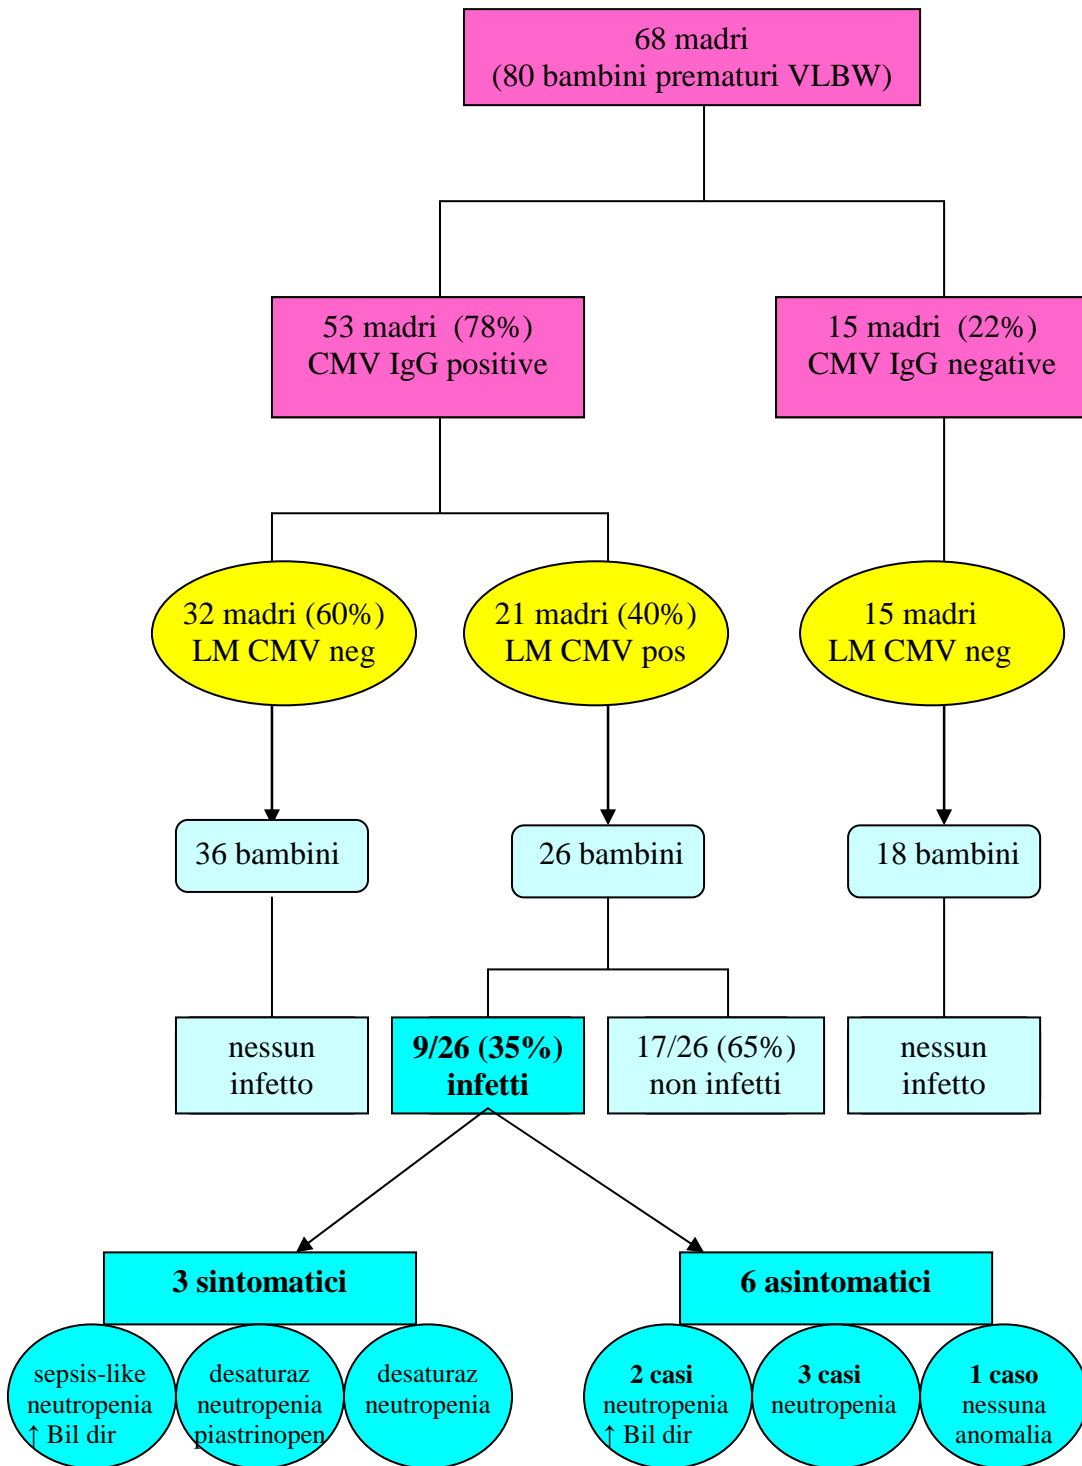 68 madri
(80 bambini prematuri VLBW)
53 madri (78%)
CMV IgG positive
15 madri (22%)
CMV IgG negative
32 madri (60%)
LM CMV neg
21 madri (40%)
LM CMV pos
15 madri
LM CMV neg
36 bambini
26 bambini
18 bambini
nessun
infetto
9/26 (35%)
infetti
17/26 (65%)
non infetti
nessun
infetto
3 sintomatici
6 asintomatici
sepsis-like
neutropenia
↑ Bil dir
desaturaz
neutropenia
piastrinopen
desaturaz
neutropenia
2 casi
neutropenia
↑ Bil dir
3 casi
neutropenia
1 caso
nessuna
anomalia